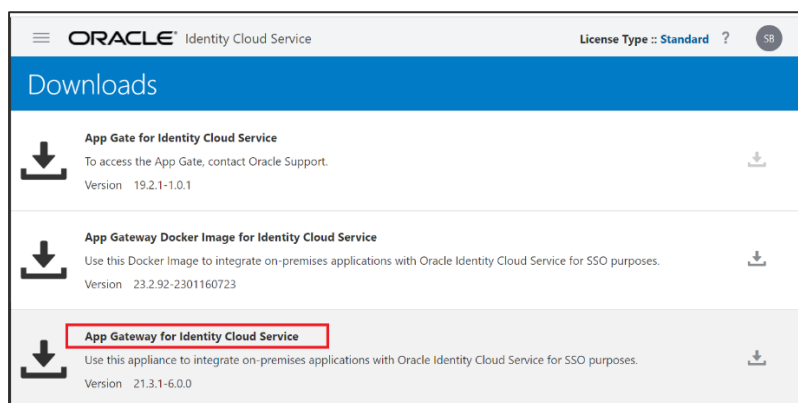 ORACLE® Identity Cloud Service License Type :: Standard ? SB
Downloads
App Gate for Identity Cloud Service
To access the App Gate, contact Oracle Support.
Version 19.2.1-1.0.1
App Gateway Docker Image for Identity Cloud Service
Use this Docker Image to integrate on-premises applications with Oracle Identity Cloud Service for SSO purposes.
Version 23.2.92-2301160723
App Gateway for Identity Cloud Service
Use this appliance to integrate on-premises applications with Oracle Identity Cloud Service for SSO purposes.
Version 21.3.1-6.0.0